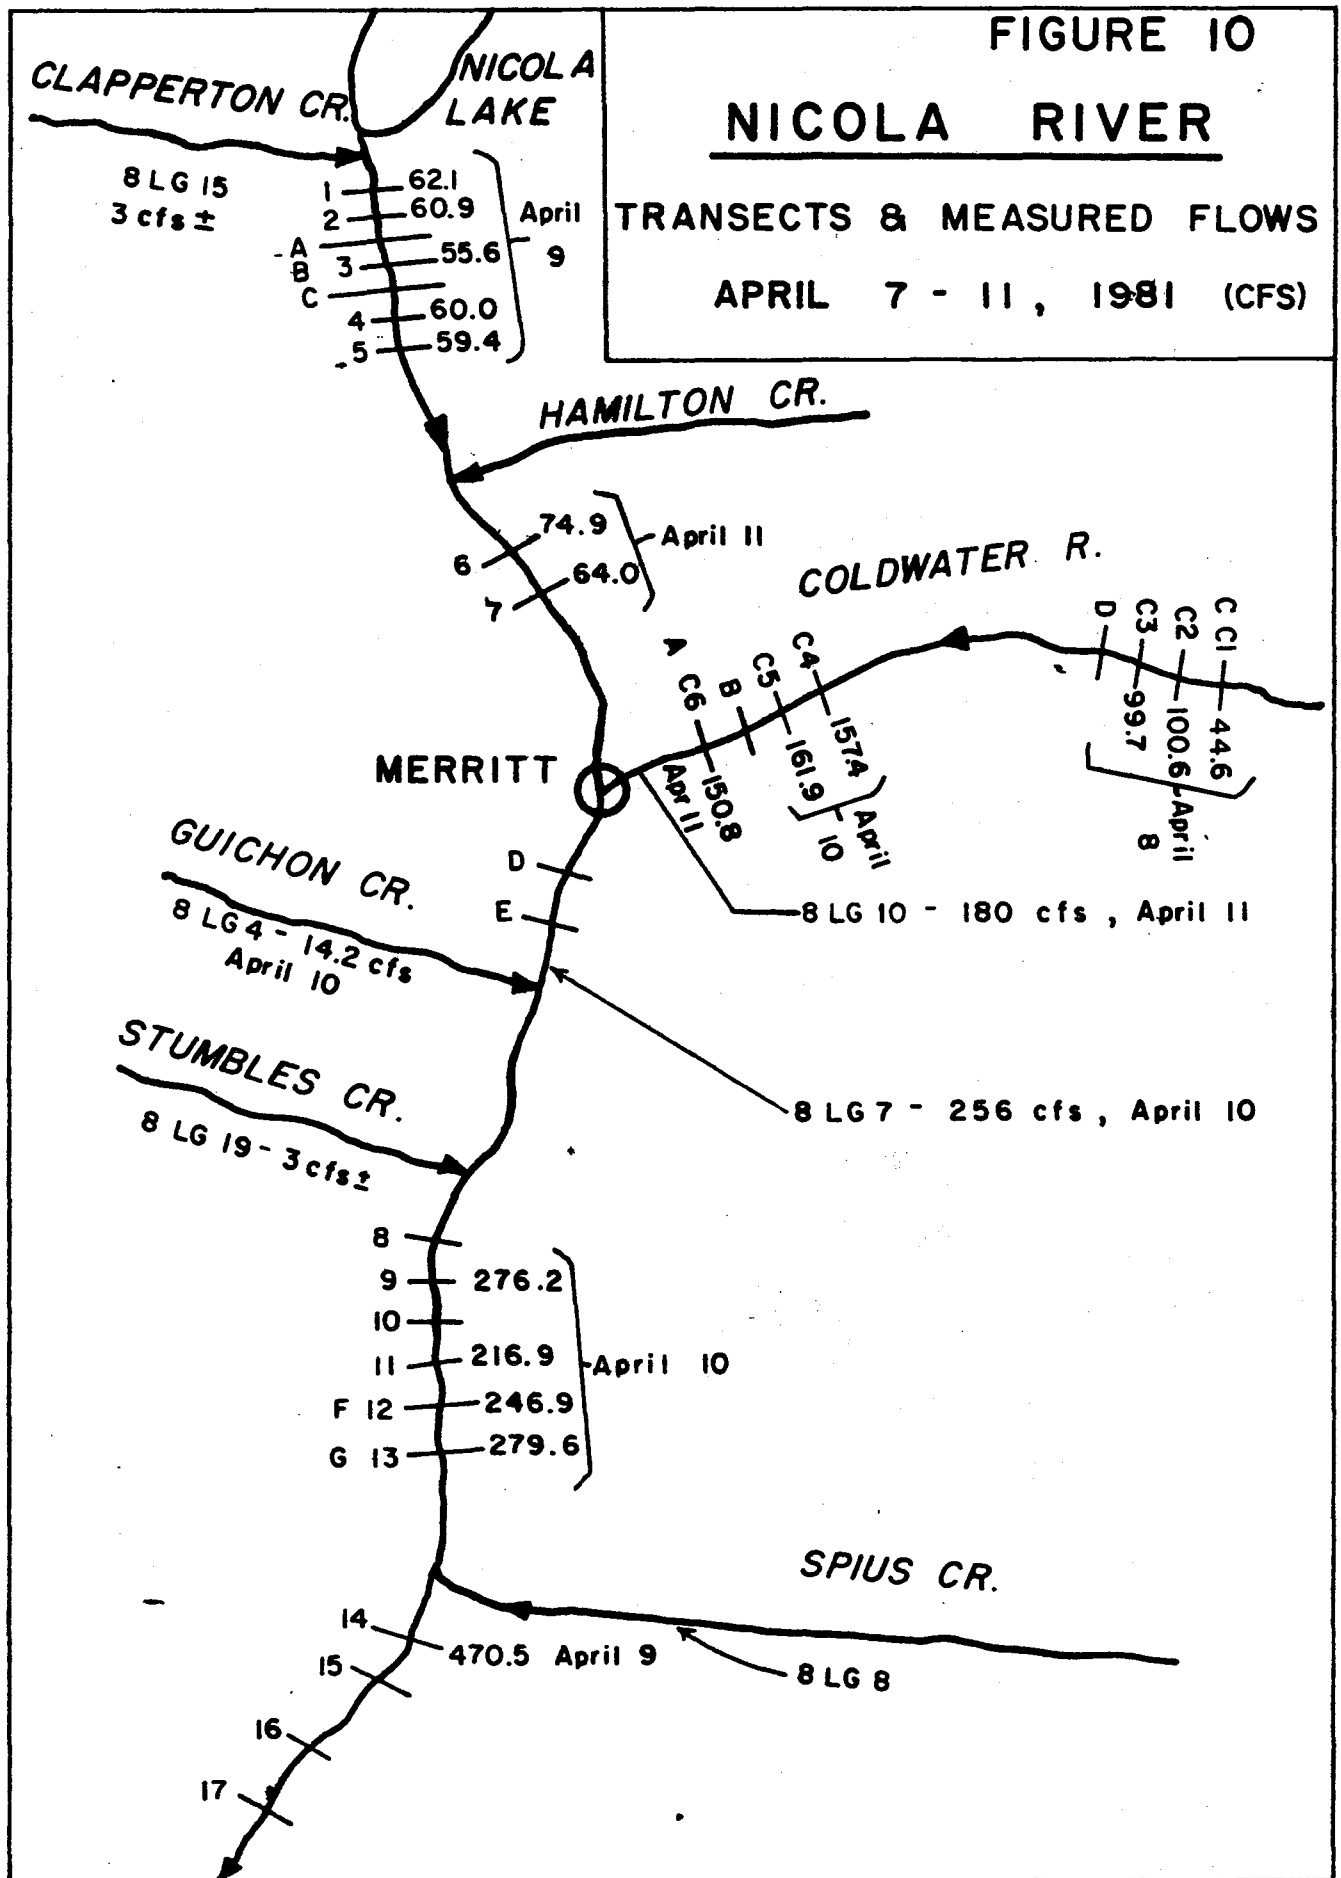 FIGURE 10
NICOLA RIVER
TRANSECTS & MEASURED FLOWS
APRIL 7 - 11, 1981 (CFS)
NICOLA
LAKE
CLAPPERTON CR.
8 LG 15
3 cfs ±
1 62.1
2 60.9
A
B 3 55.6
C
4 60.0
5 59.4
April
9
HAMILTON CR.
6 74.9
7 64.0
April 11
COLDWATER R.
D
C3 99.7
C2 100.6
C C1 44.6
April
8
C4 157.4
C5 161.9
April
10
B
A C6 150.8
Apr 11
MERRITT
8 LG 10 - 180 cfs, April 11
D
E
GUICHON CR.
8 LG 4 - 14.2 cfs
April 10
8 LG 7 - 256 cfs, April 10
STUMBLES CR.
8 LG 19 - 3 cfs ±
8
9 276.2
10
11 216.9
F 12 246.9
G 13 279.6
April 10
SPIUS CR.
8 LG 8
14 470.5 April 9
15
16
17